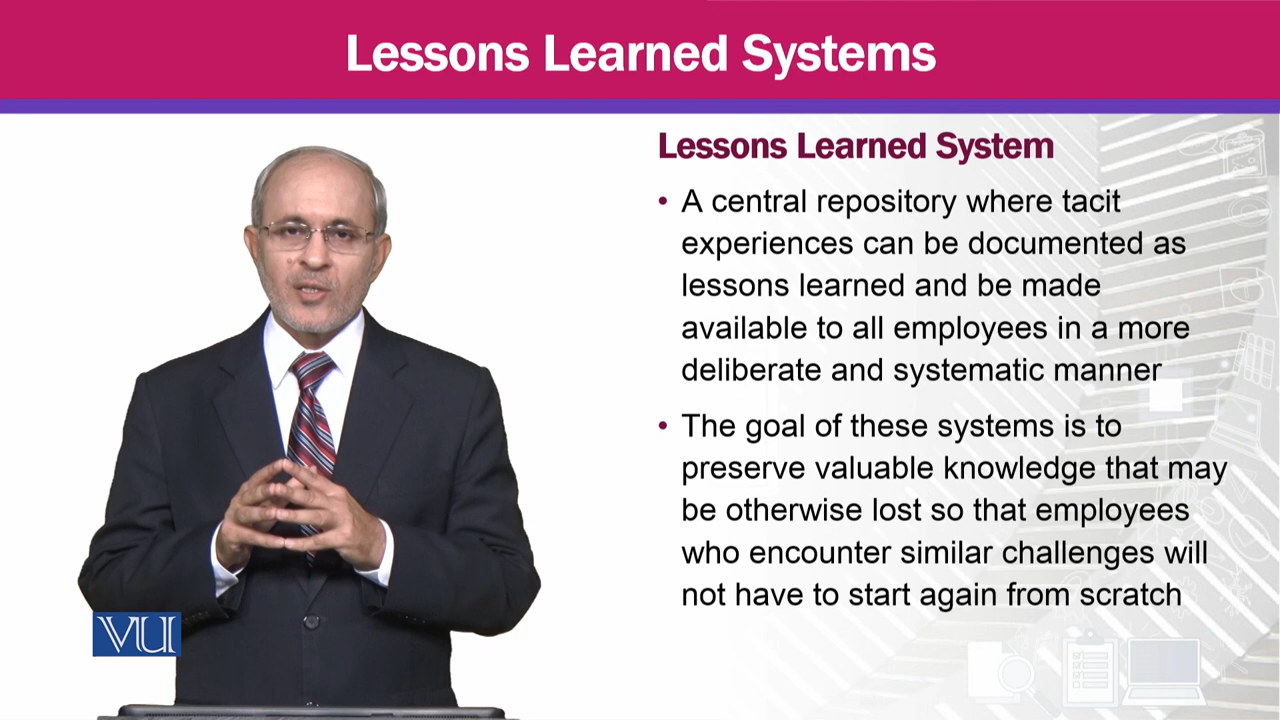 Lessons Learned Systems
Lessons Learned System
• A central repository where tacit
experiences can be documented as
lessons learned and be made
available to all employees in a more
deliberate and systematic manner
• The goal of these systems is to
preserve valuable knowledge that may
be otherwise lost so that employees
who encounter similar challenges will
not have to start again from scratch
VU